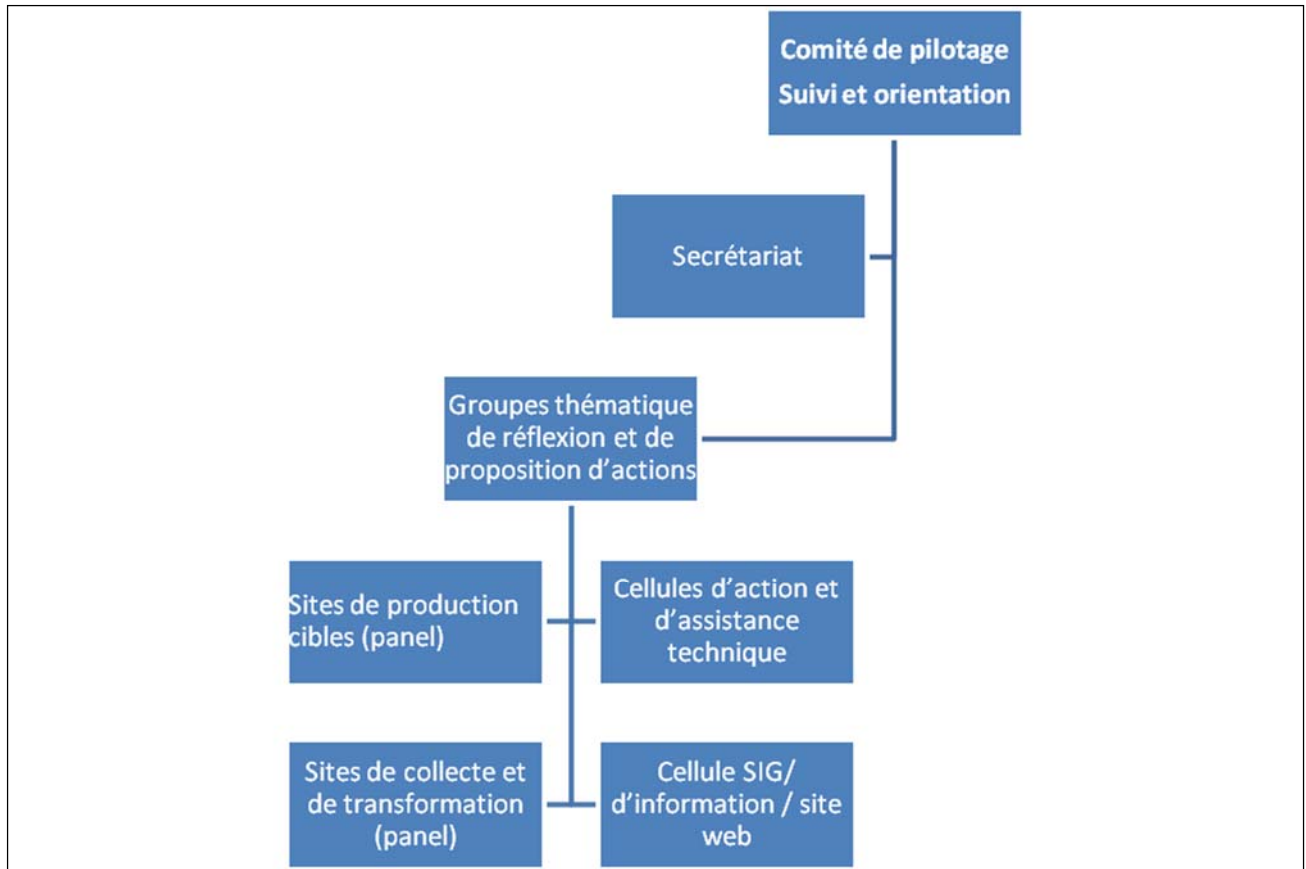 Comité de pilotage
Suivi et orientation
Secrétariat
Groupes thématique
de réflexion et de
proposition d'actions
Sites de production
cibles (panel)
Cellules d'action et
d'assistance
technique
Sites de collecte et
de transformation
(panel)
Cellule SIG/
d'information / site
web